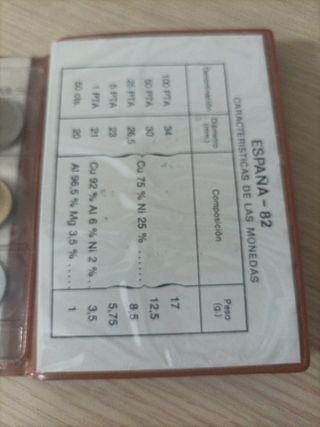 ESPAÑA - 82
CARACTERISTICAS DE LAS MONEDAS
Denominación Diámetro (mm.) Composición Peso (g.)
100 PTA 34 17
50 PTA 30 Cu 75 % Ni 25 % ....... 12,5
25 PTA 26,5 8,5
5 PTA 23 5,75
1 PTA 21 Cu 92 % Al 6 % Ni 2 % .. 3,5
50 cts. 20 Al 96,5 % Mg 3,5 % ..... 1